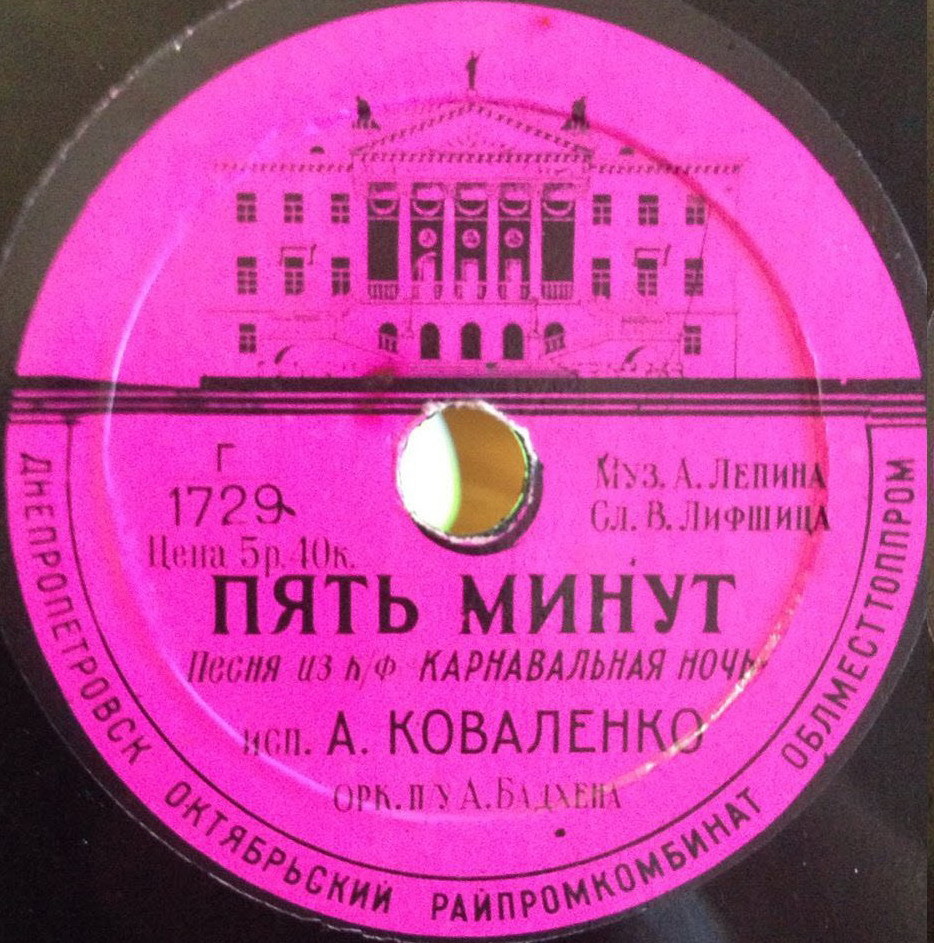 Г
1729
Цена 5р. 40к.
Муз. А. Лепина
Сл. В. Лифшица
ПЯТЬ МИНУТ
Песня из к/ф КАРНАВАЛЬНАЯ НОЧЬ
исп. А. КОВАЛЕНКО
орк. п/у А. Бадхена
ДНЕПРОПЕТРОВСК ОКТЯБРЬСКИЙ РАЙПРОМКОМБИНАТ ОБЛМЕСТТОППРОМ